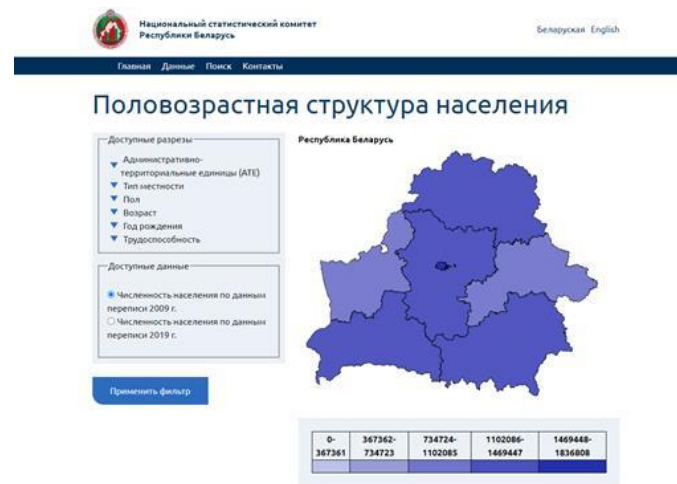 Национальный статистический комитет
Республики Беларусь
Беларуская English
Главная Данные Поиск Контакты
Половозрастная структура населения
Доступные разрезы
Административно-
территориальные единицы (АТЕ)
Тип местности
Пол
Возраст
Год рождения
Трудоспособность
Доступные данные
Численность населения по данным
переписи 2009 г.
Численность населения по данным
переписи 2019 г.
Применить фильтр
Республика Беларусь
0- 367362- 734724- 1102086- 1469448-
367361 734723 1102085 1469447 1836808